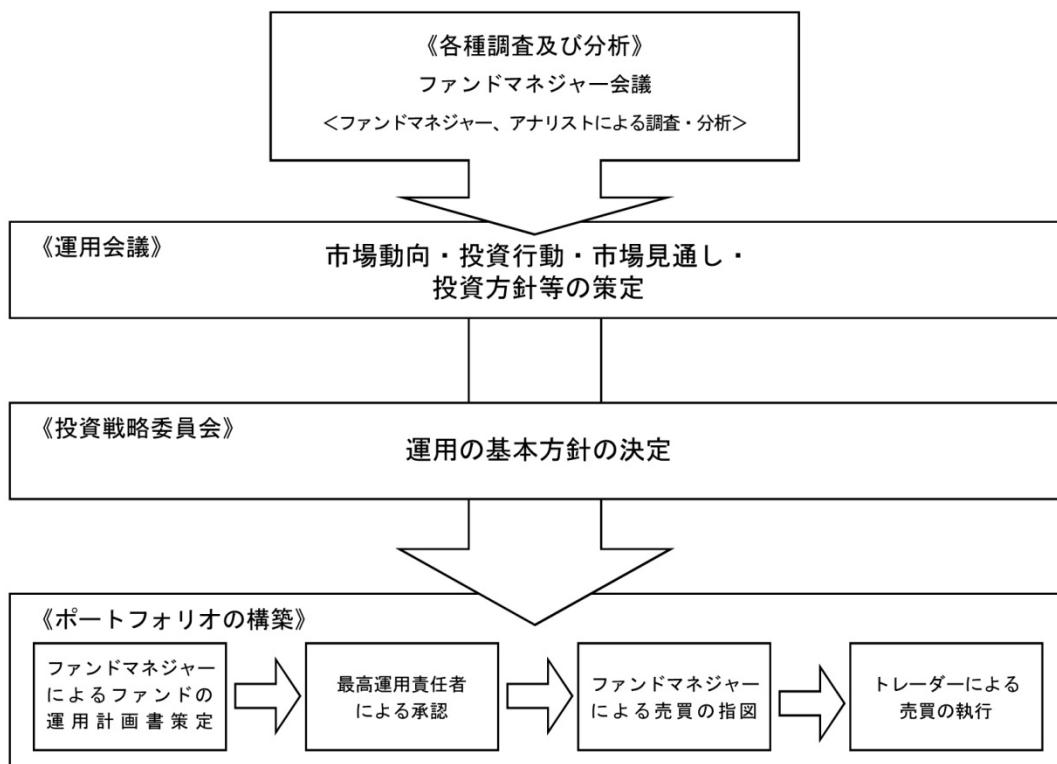 《各種調査及び分析》
ファンドマネジャー会議
＜ファンドマネジャー、アナリストによる調査・分析＞
《運用会議》
市場動向・投資行動・市場見通し・
投資方針等の策定
《投資戦略委員会》
運用の基本方針の決定
《ポートフォリオの構築》
ファンドマネジャー
によるファンドの
運用計画書策定
最高運用責任者
による承認
ファンドマネジャー
による売買の指図
トレーダーによる
売買の執行